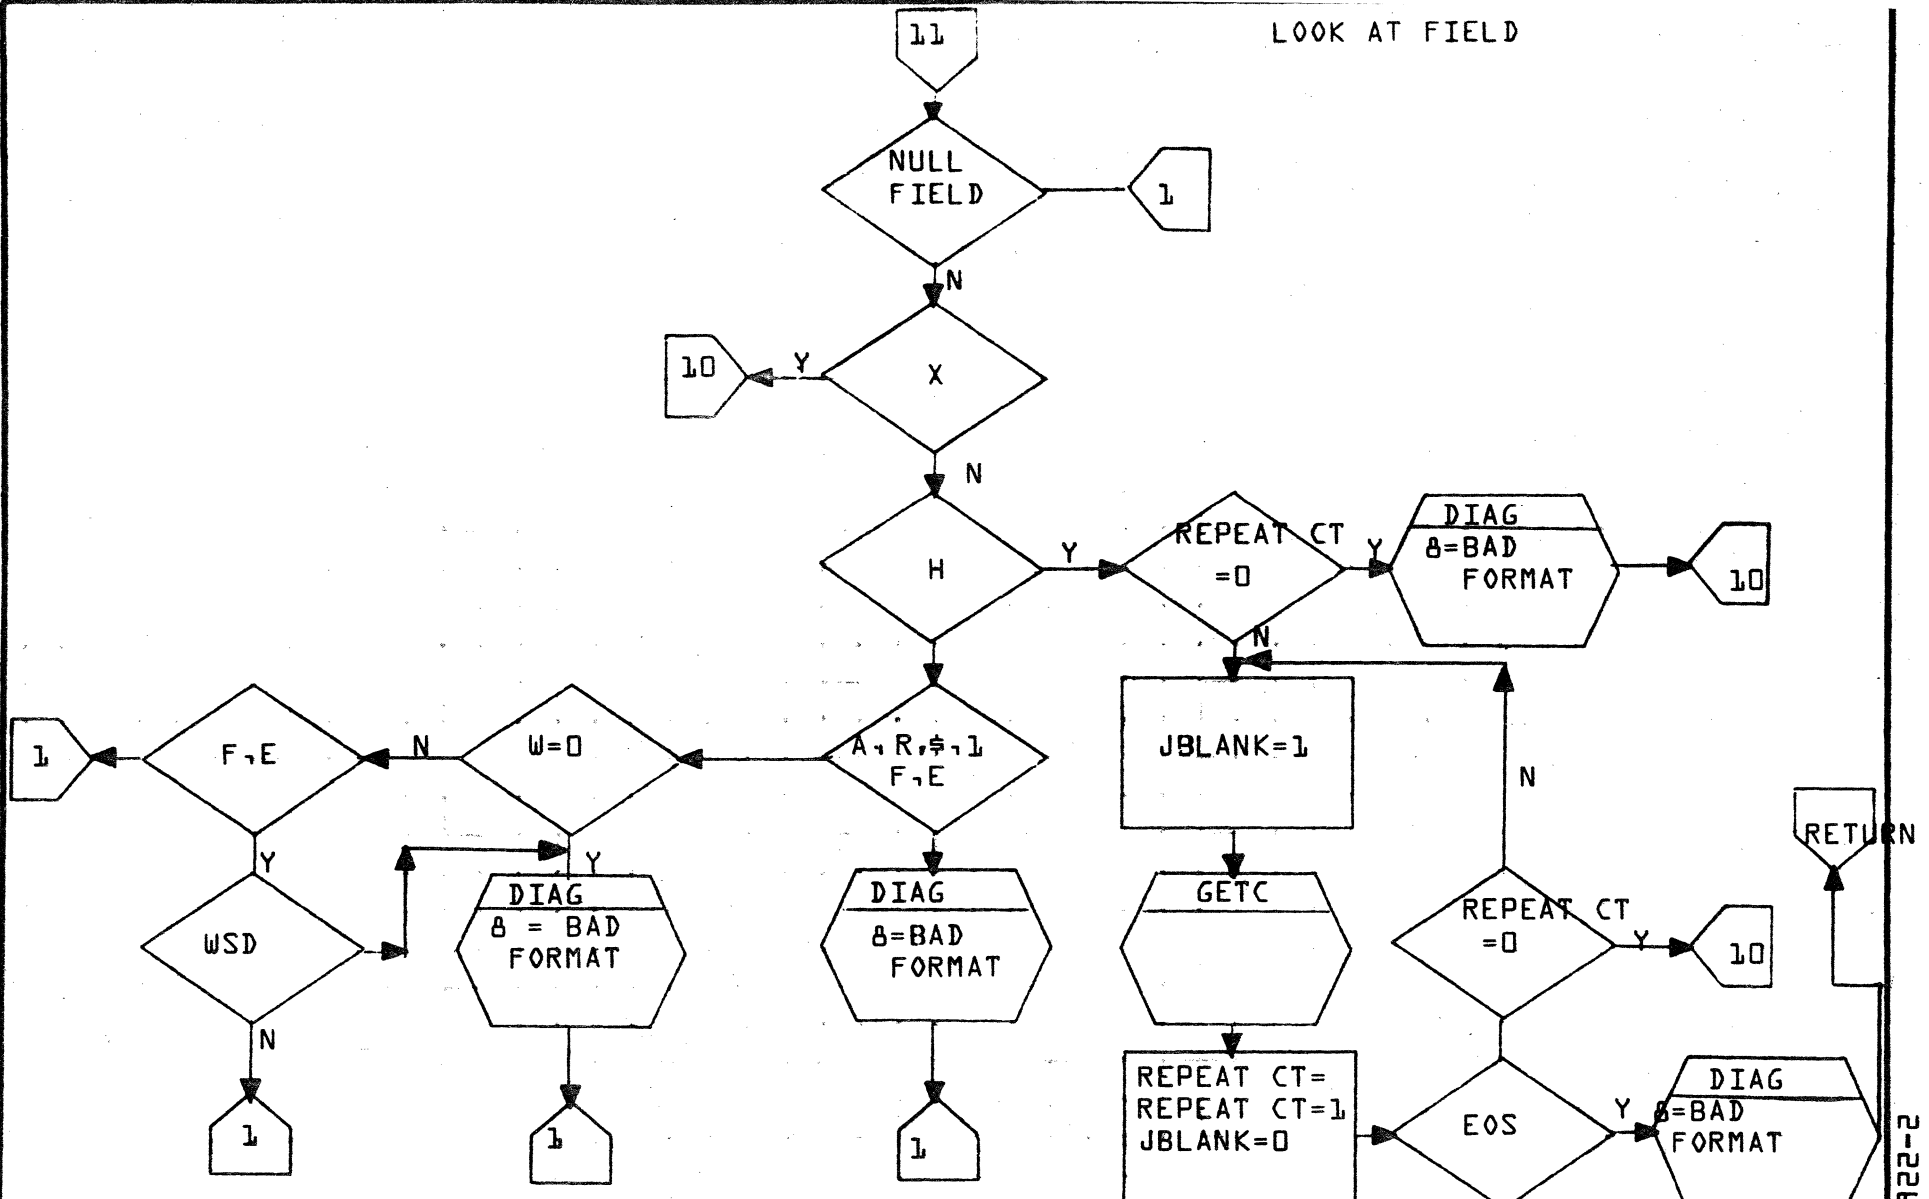 11
LOOK AT FIELD
NULL
FIELD
1
N
10
Y
X
N
H
Y
REPEAT CT
=0
Y
DIAG
8=BAD
FORMAT
10
N
1
F,E
N
W=0
A,R,$,1
F,E
JBLANK=1
N
RETURN
Y
Y
WSD
DIAG
8 = BAD
FORMAT
DIAG
8=BAD
FORMAT
GETC
REPEAT CT
=0
Y
10
N
1
1
1
REPEAT CT=
REPEAT CT=1
JBLANK=0
EOS
Y
DIAG
8=BAD
FORMAT